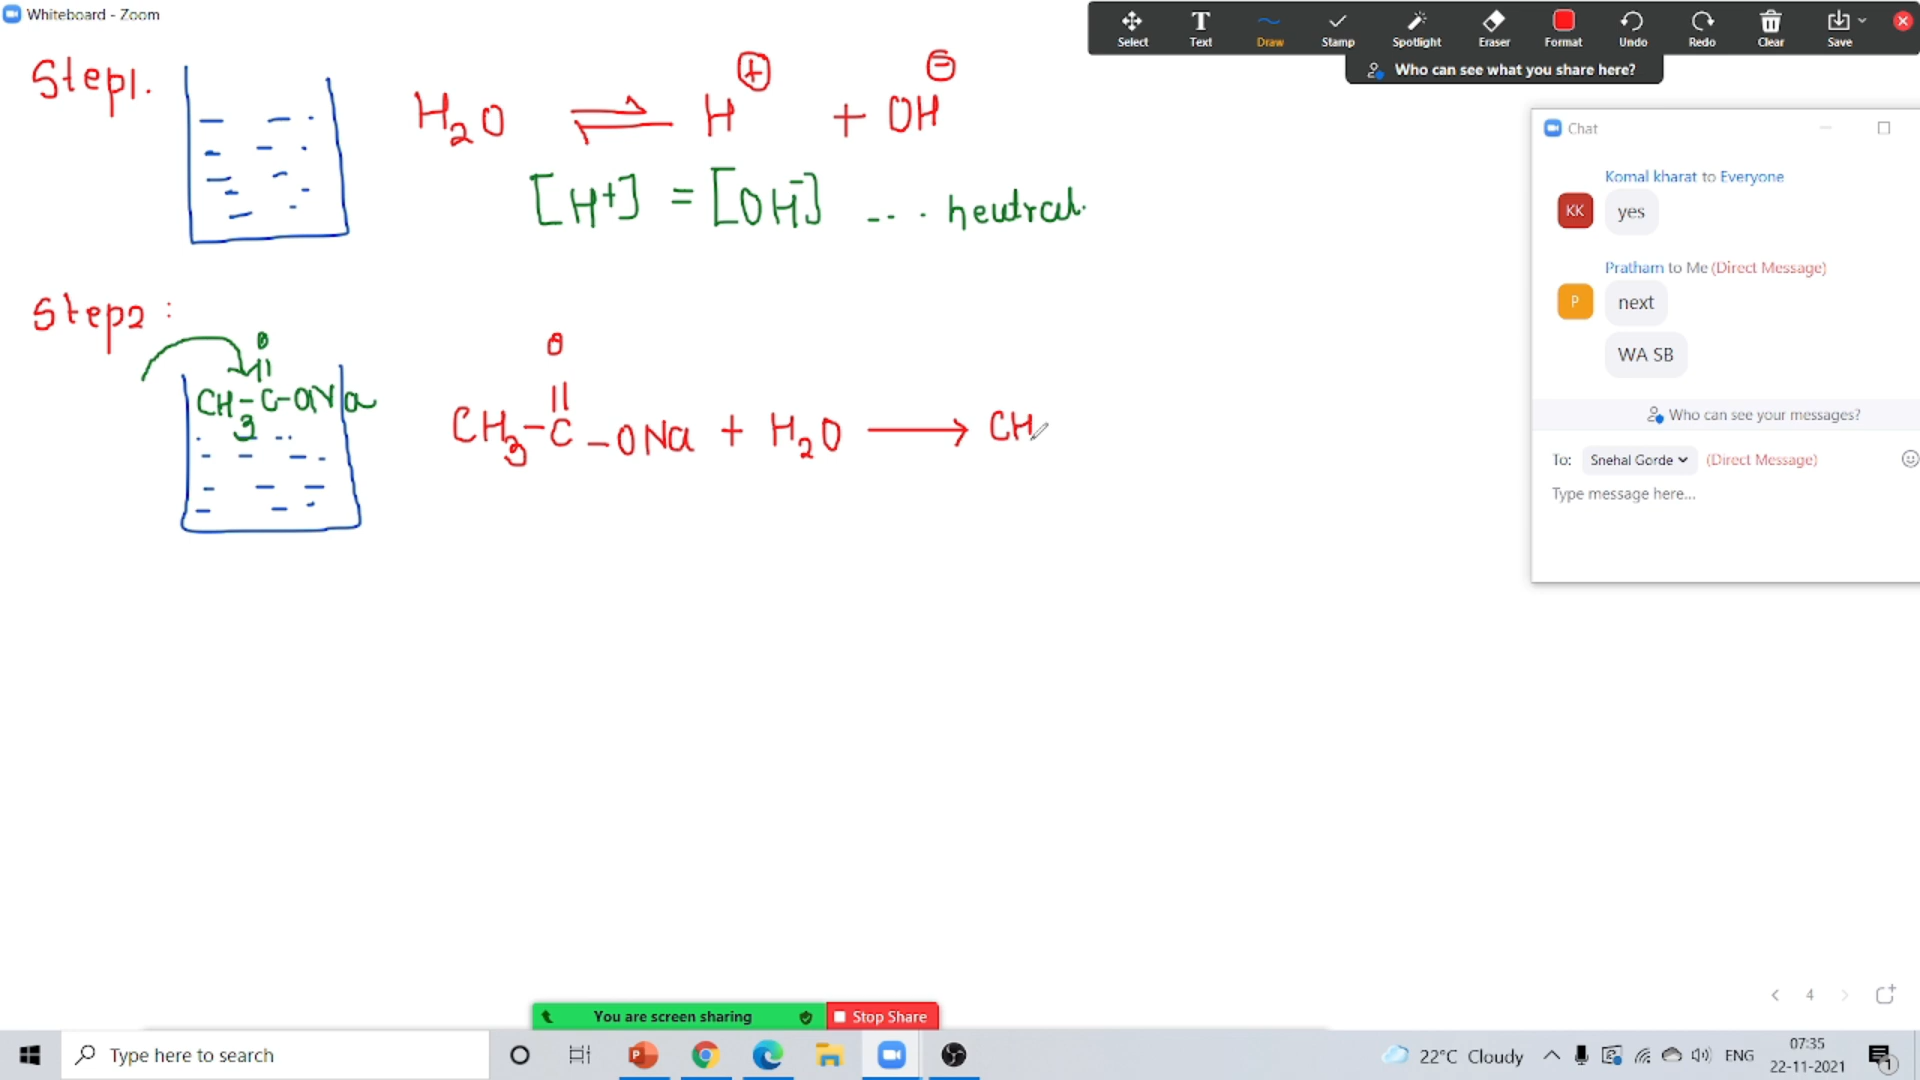 Whiteboard - Zoom
Select Text Draw Stamp Spotlight Eraser Format Undo Redo Clear Save
Who can see what you share here?
Step1.
H2O ⇌ H⊕ + OH⊖
[H+] = [OH-] --.. neutral.
Step2:
O
CH3-C-ONa
O
CH3-C-ONa + H2O → CH
Chat
Komal kharat to Everyone
KK
yes
Pratham to Me (Direct Message)
P
next
WA SB
Who can see your messages?
To: Snehal Gorde (Direct Message)
Type message here...
4
You are screen sharing
Stop Share
Type here to search
22°C Cloudy
ENG
07:35
22-11-2021
1